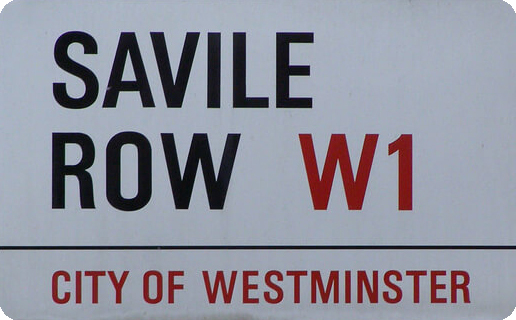 SAVILE
ROW W1
CITY OF WESTMINSTER